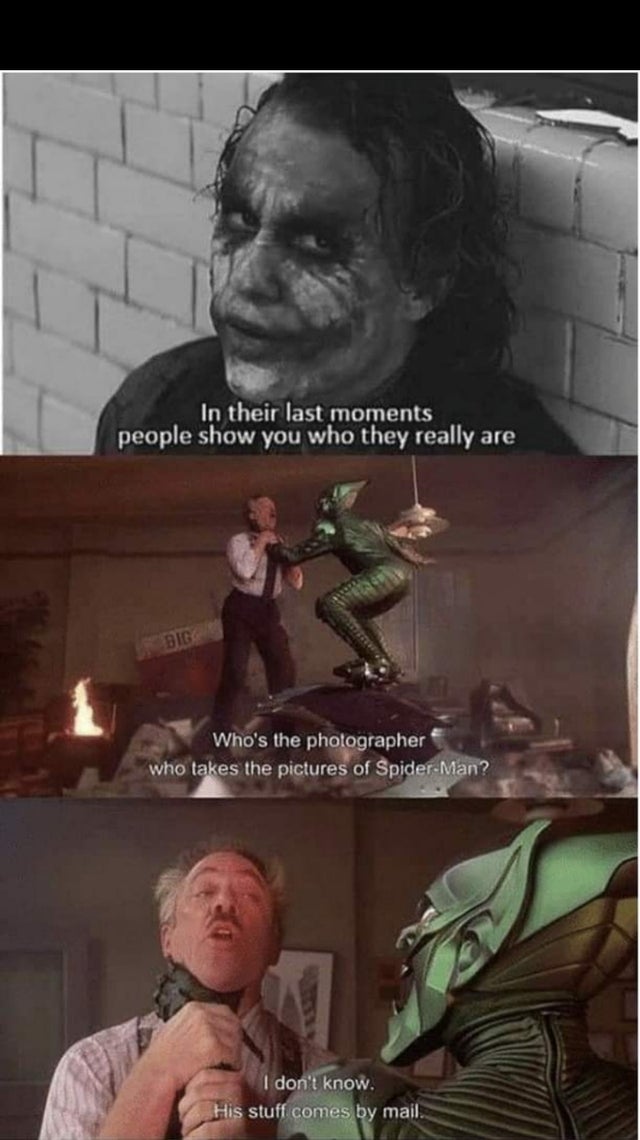 In their last moments
people show you who they really are
BIG
Who's the photographer
who takes the pictures of Spider-Man?
I don't know.
His stuff comes by mail.